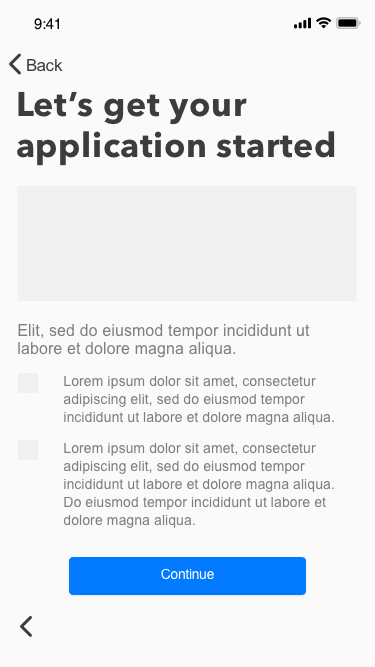 9:41
Back
Let’s get your
application started
Elit, sed do eiusmod tempor incididunt ut
labore et dolore magna aliqua.
Lorem ipsum dolor sit amet, consectetur
adipiscing elit, sed do eiusmod tempor
incididunt ut labore et dolore magna aliqua.
Lorem ipsum dolor sit amet, consectetur
adipiscing elit, sed do eiusmod tempor
incididunt ut labore et dolore magna aliqua.
Do eiusmod tempor incididunt ut labore et
dolore magna aliqua.
Continue